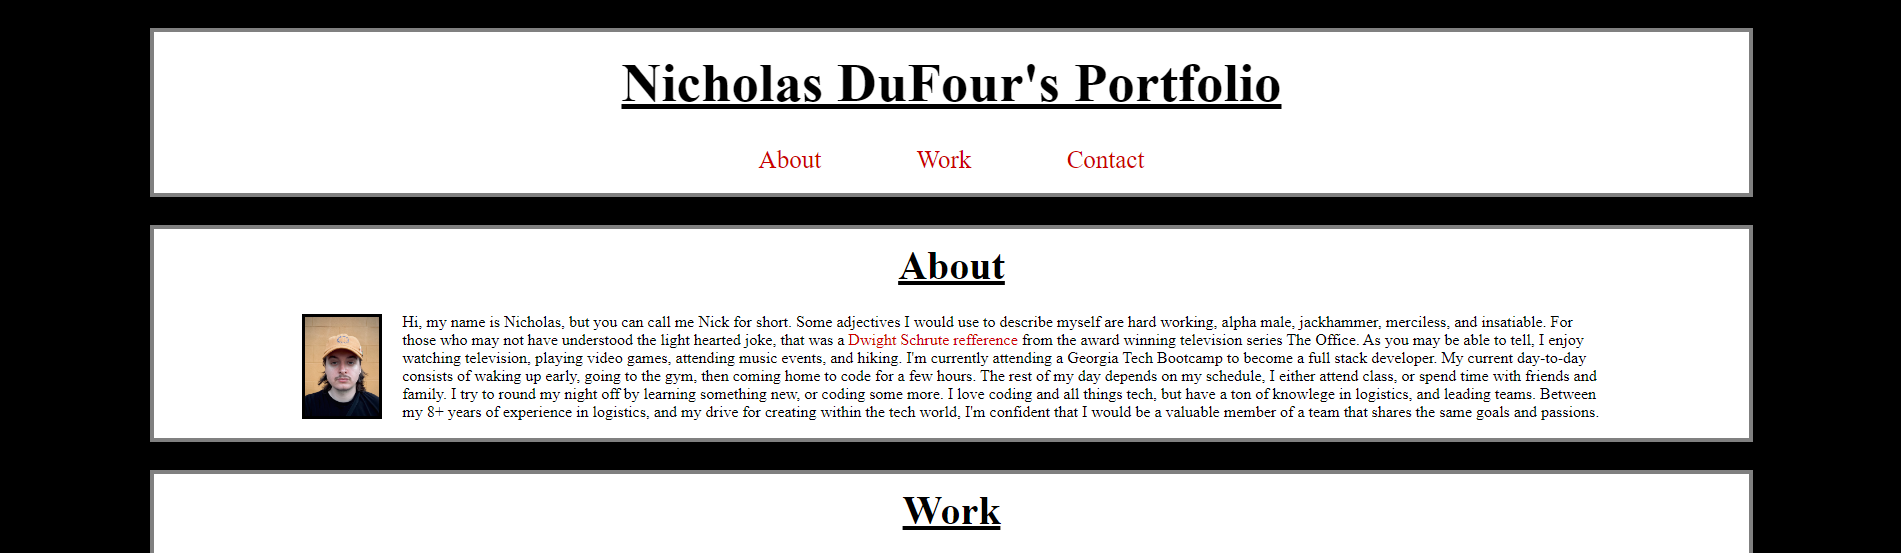 Nicholas DuFour's Portfolio
About Work Contact
About
Hi, my name is Nicholas, but you can call me Nick for short. Some adjectives I would use to describe myself are hard working, alpha male, jackhammer, merciless, and insatiable. For
those who may not have understood the light hearted joke, that was a Dwight Schrute refference from the award winning television series The Office. As you may be able to tell, I enjoy
watching television, playing video games, attending music events, and hiking. I'm currently attending a Georgia Tech Bootcamp to become a full stack developer. My current day-to-day
consists of waking up early, going to the gym, then coming home to code for a few hours. The rest of my day depends on my schedule, I either attend class, or spend time with friends and
family. I try to round my night off by learning something new, or coding some more. I love coding and all things tech, but have a ton of knowlege in logistics, and leading teams. Between
my 8+ years of experience in logistics, and my drive for creating within the tech world, I'm confident that I would be a valuable member of a team that shares the same goals and passions.
Work